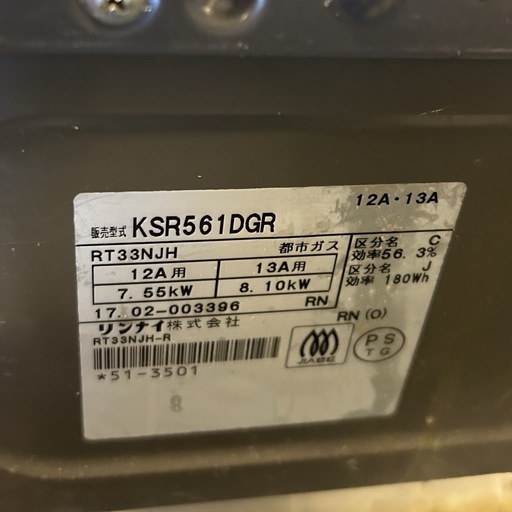 12A・13A
販売型式 KSR561DGR
RT33NJH 都市ガス
12A用 13A用
7.55kW 8.10kW
区分名 C
効率56.3%
区分名 J
効率 180Wh
17.02-003396 RN
リンナイ株式会社 RN (O)
RT33NJH-R
*51-3501
JIA
PS
TG
8